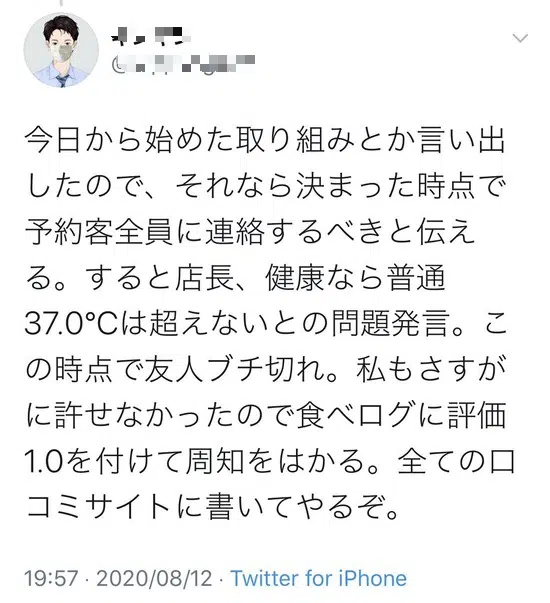 今日から始めた取り組みとか言い出
したので、それなら決まった時点で
予約客全員に連絡するべきと伝え
る。すると店長、健康なら普通
37.0℃は超えないとの問題発言。こ
の時点で友人ブチ切れ。私もさすが
に許せなかったので食べログに評価
1.0を付けて周知をはかる。全ての口
コミサイトに書いてやるぞ。
19:57 · 2020/08/12 · Twitter for iPhone